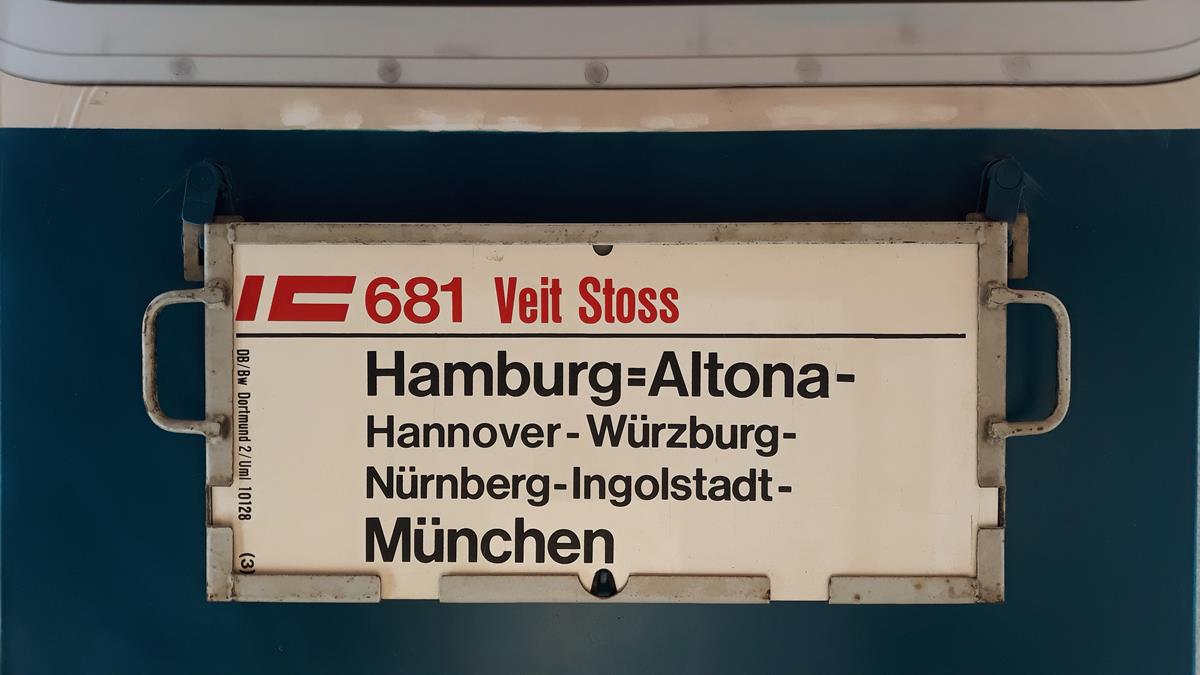 IC 681 Veit Stoss
Hamburg=Altona-
Hannover-Würzburg-
Nürnberg-Ingolstadt-
München
DB/Bw Dortmund 2/Uml 10128 (3)